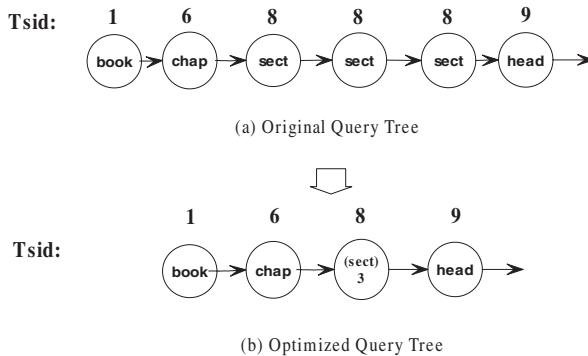 Tsid: 1 6 8 8 8 9
book chap sect sect sect head
(a) Original Query Tree
1 6 8 9
Tsid:
book chap (sect) head
3
(b) Optimized Query Tree